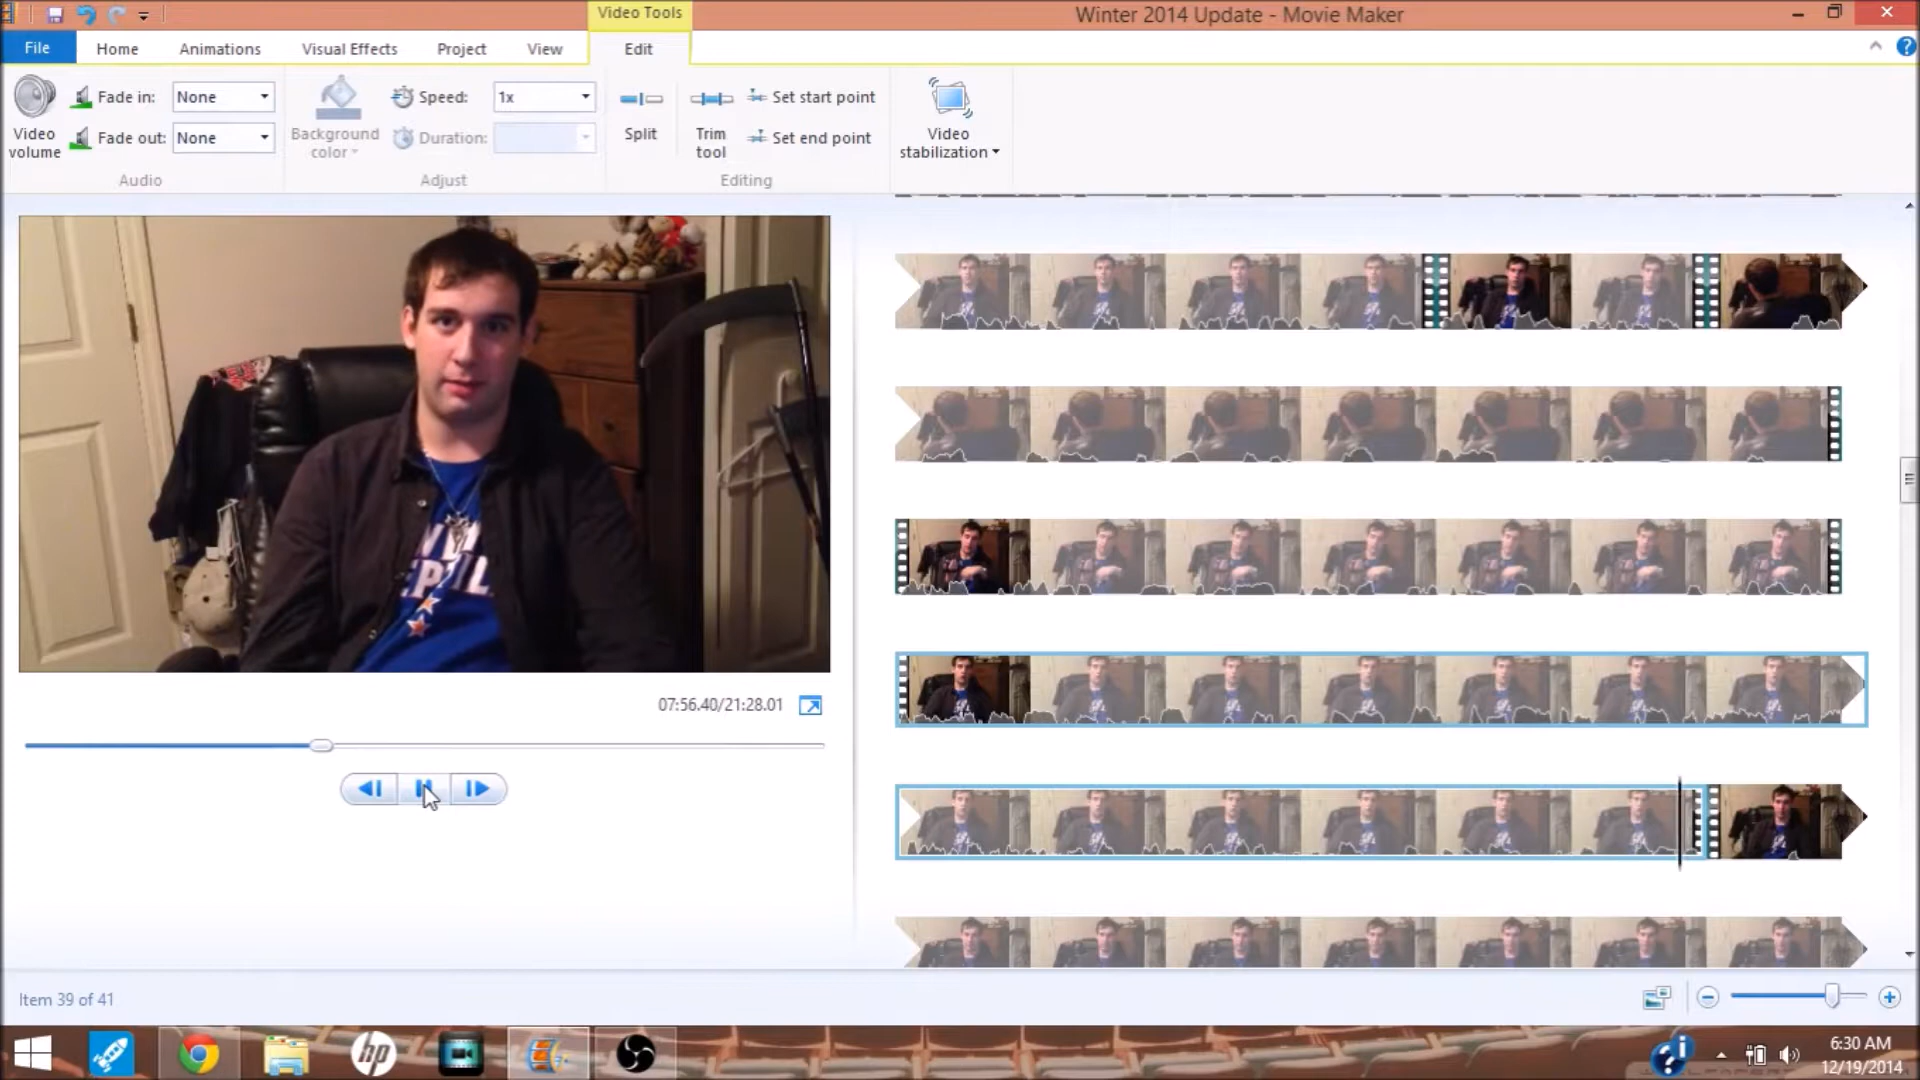 Video Tools
Winter 2014 Update - Movie Maker
File
Home
Animations
Visual Effects
Project
View
Edit
Video volume
Fade in:
None
Fade out:
None
Audio
Background color
Speed:
1x
Duration:
Adjust
Split
Trim tool
Set start point
Set end point
Editing
Video stabilization
07:56.40/21:28.01
Item 39 of 41
hp
6:30 AM
12/19/2014